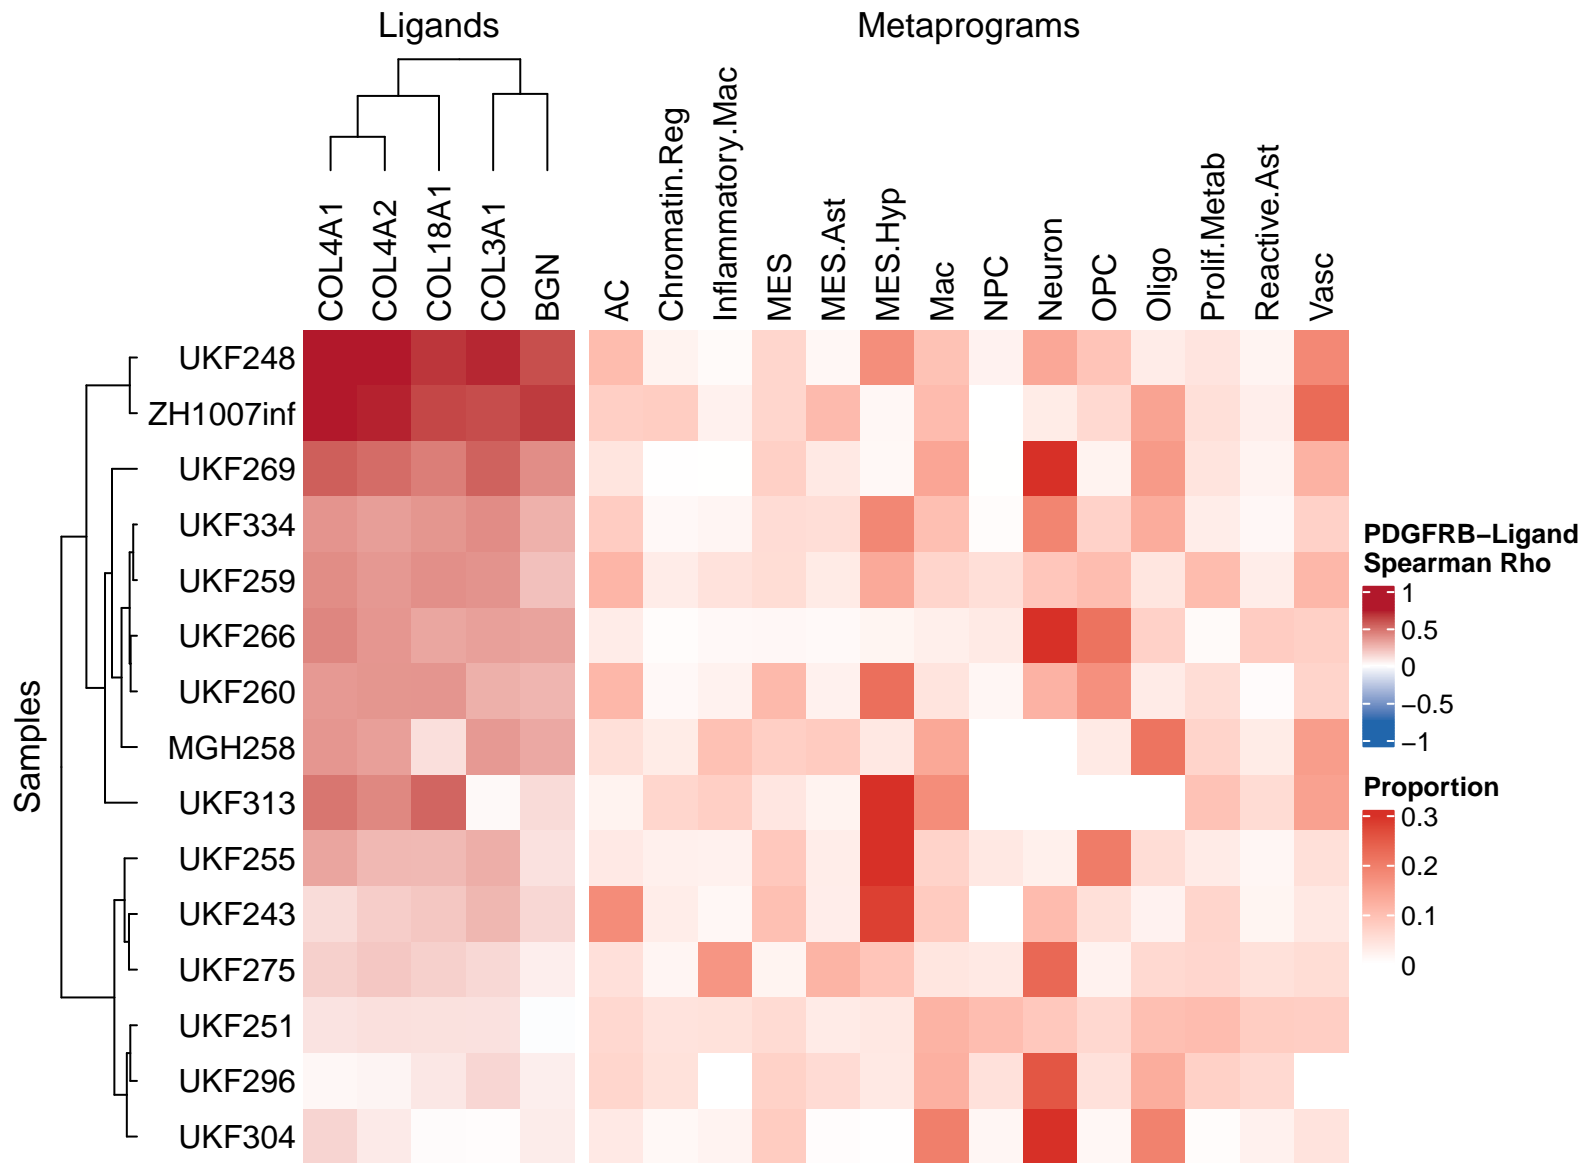 Ligands
Metaprograms
COL4A1
COL4A2
COL18A1
COL3A1
BGN
AC
Chromatin.Reg
Inflammatory.Mac
MES
MES.Ast
MES.Hyp
Mac
NPC
Neuron
OPC
Oligo
Prolif.Metab
Reactive.Ast
Vasc
Samples
UKF248
ZH1007inf
UKF269
UKF334
UKF259
UKF266
UKF260
MGH258
UKF313
UKF255
UKF243
UKF275
UKF251
UKF296
UKF304
PDGFRB−Ligand
Spearman Rho
1
0.5
0
−0.5
−1
Proportion
0.3
0.2
0.1
0